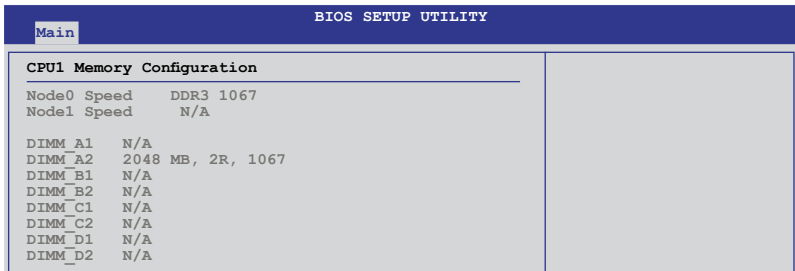 BIOS SETUP UTILITY
Main
CPU1 Memory Configuration
Node0 Speed DDR3 1067
Node1 Speed N/A
DIMM_A1 N/A
DIMM_A2 2048 MB, 2R, 1067
DIMM_B1 N/A
DIMM_B2 N/A
DIMM_C1 N/A
DIMM_C2 N/A
DIMM_D1 N/A
DIMM_D2 N/A